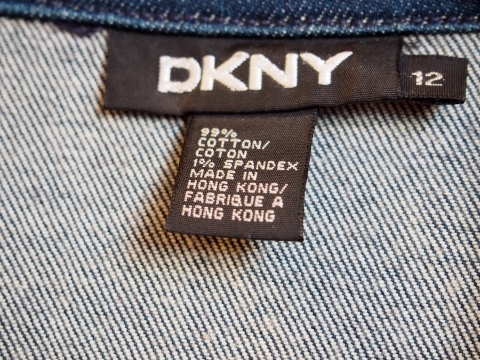 DKNY
12
99%
COTTON/
COTON
1% SPANDEX
MADE IN
HONG KONG/
FABRIQUE A
HONG KONG